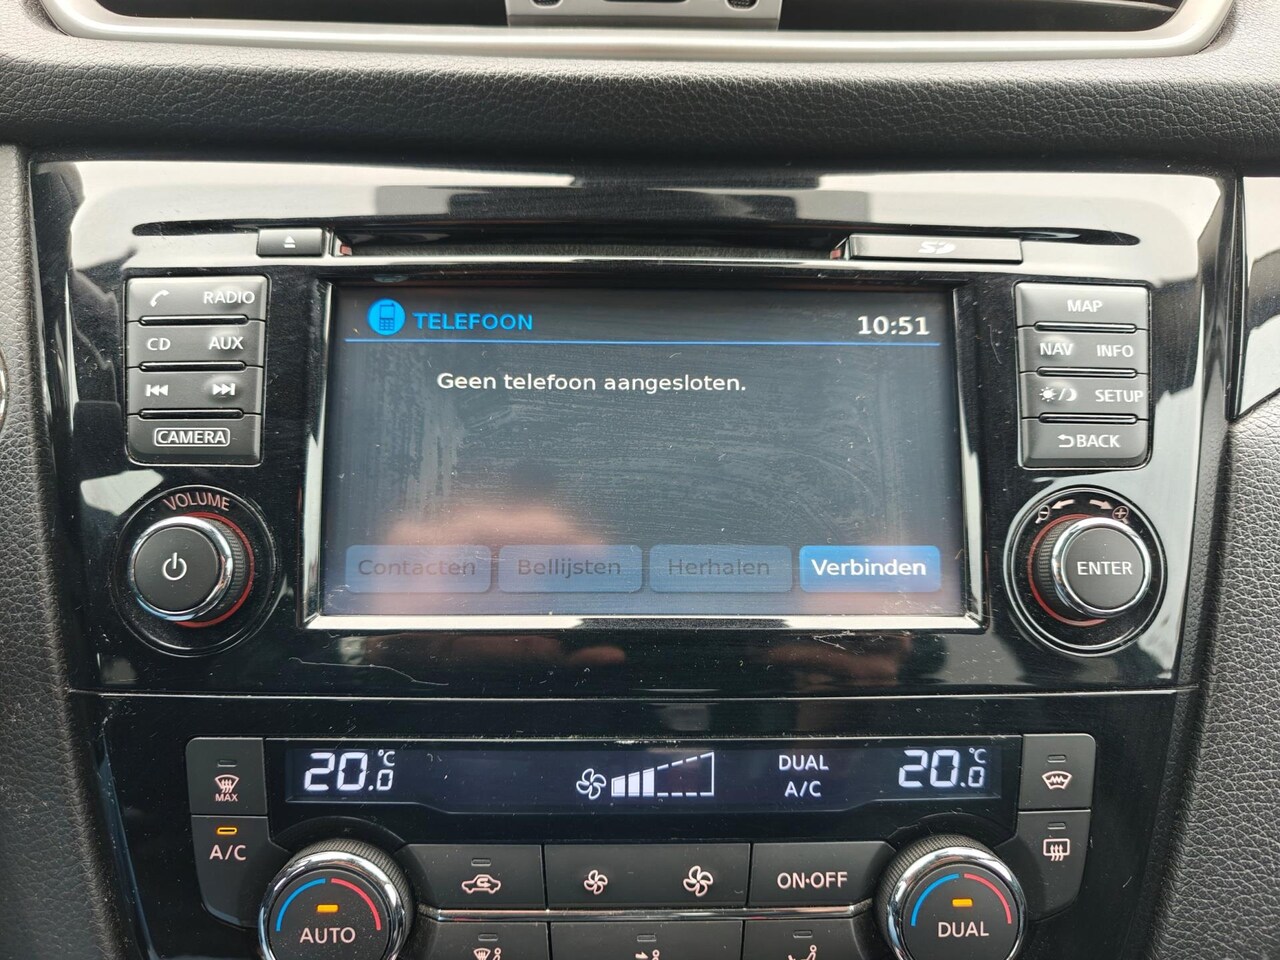 SD
RADIO
CD AUX
CAMERA
VOLUME
TELEFOON 10:51
Geen telefoon aangesloten.
Contacten Bellijsten Herhalen Verbinden
MAP
NAV INFO
SETUP
BACK
ENTER
20.0 °C DUAL 20.0 °C
A/C
MAX
A/C
ON·OFF
AUTO
DUAL